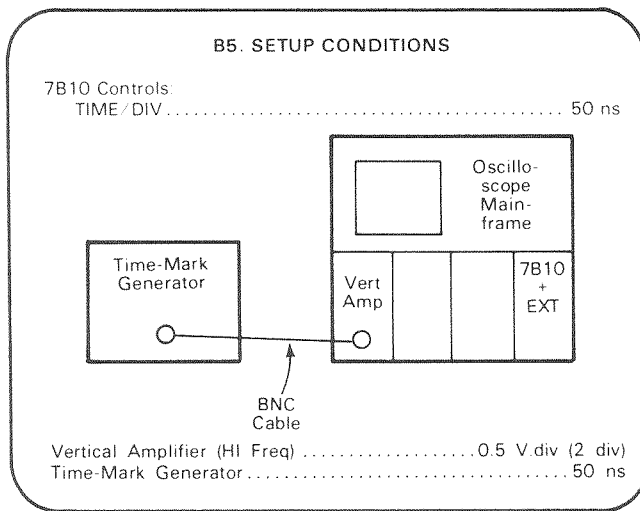 B5. SETUP CONDITIONS
7B10 Controls:
TIME/DIV............................................ 50 ns
Oscillo-
scope
Main-
frame
Time-Mark
Generator
Vert
Amp
7B10
+
EXT
BNC
Cable
Vertical Amplifier (HI Freq)...................0.5 V.div (2 div)
Time-Mark Generator....................................50 ns